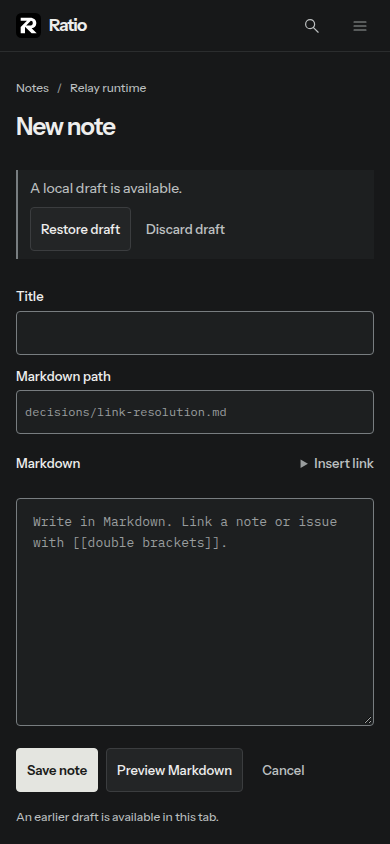 Ratio
Notes / Relay runtime
New note
A local draft is available.
Restore draft Discard draft
Title
Markdown path
decisions/link-resolution.md
Markdown ▶ Insert link
Write in Markdown. Link a note or issue
with [[double brackets]].
Save note Preview Markdown Cancel
An earlier draft is available in this tab.